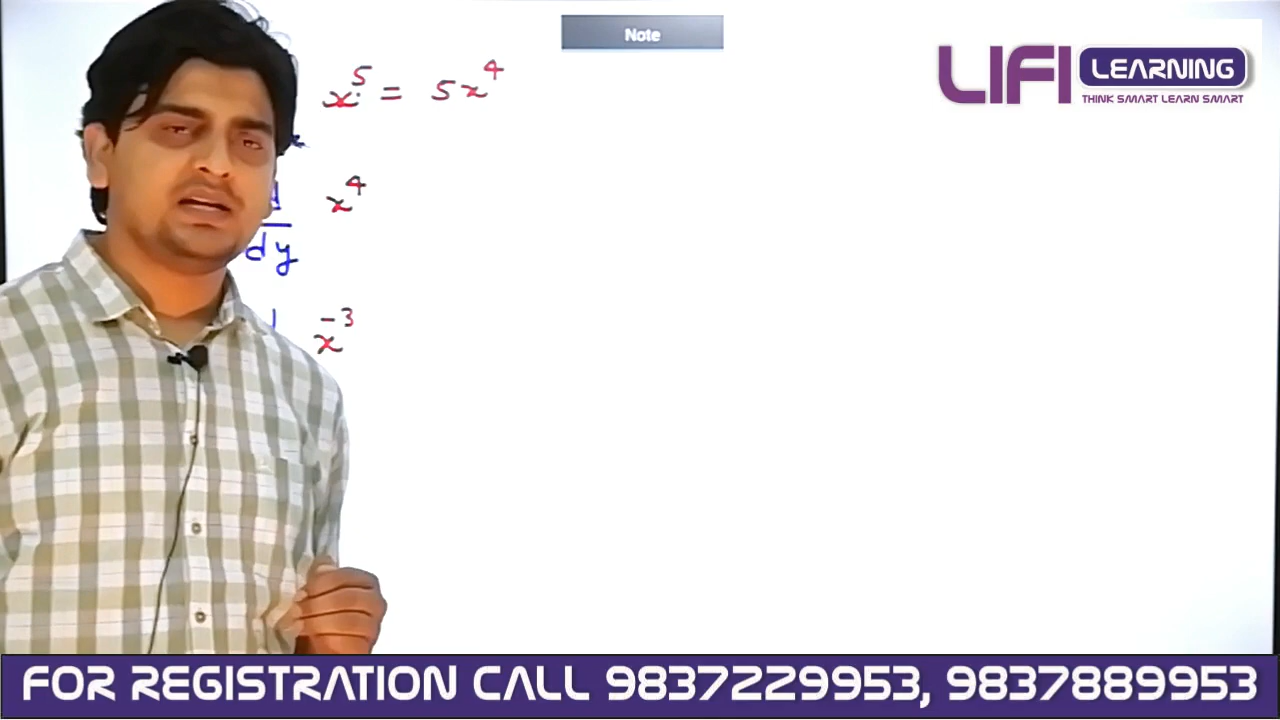 Note
LIFI LEARNING
THINK SMART LEARN SMART
x⁵ = 5x⁴
d/dy x⁴
x⁻³
FOR REGISTRATION CALL 9837229953, 9837889953